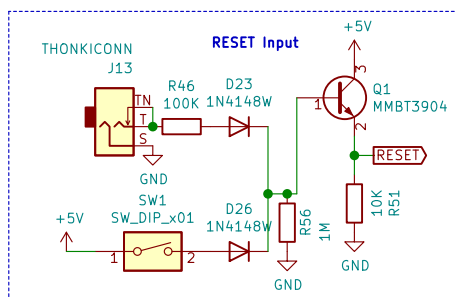 RESET Input
+5V
THONKICONN
J13
TN
T
S
GND
R46
100K
D23
1N4148W
3
1
2
Q1
MMBT3904
RESET
10K
R51
GND
SW1
SW_DIP_x01
+5V
1
2
D26
1N4148W
R56
1M
GND